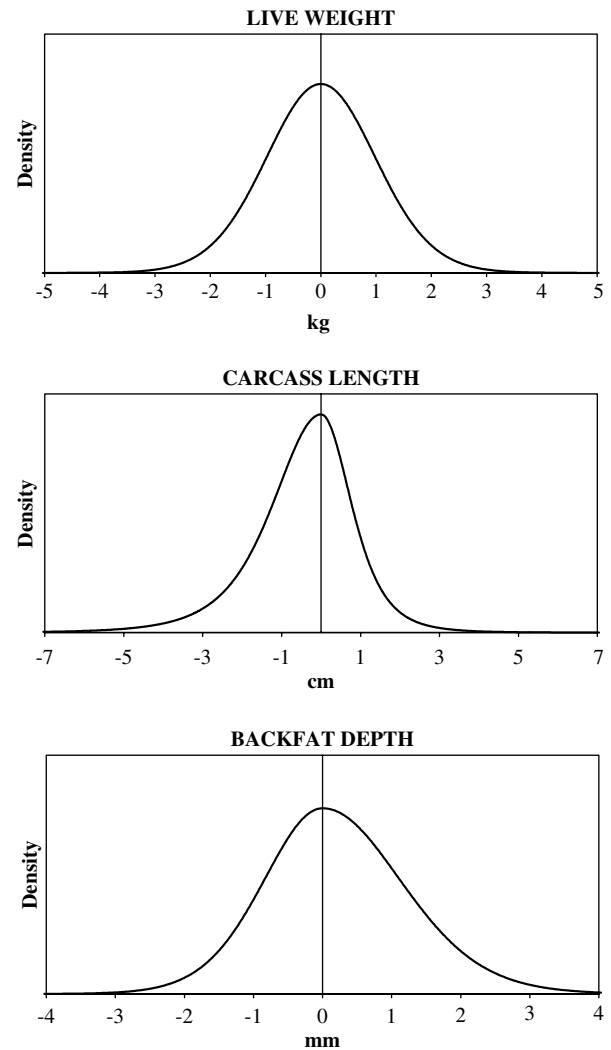 LIVE WEIGHT
Density
-5 -4 -3 -2 -1 0 1 2 3 4 5
kg
CARCASS LENGTH
Density
-7 -5 -3 -1 1 3 5 7
cm
BACKFAT DEPTH
Density
-4 -3 -2 -1 0 1 2 3 4
mm